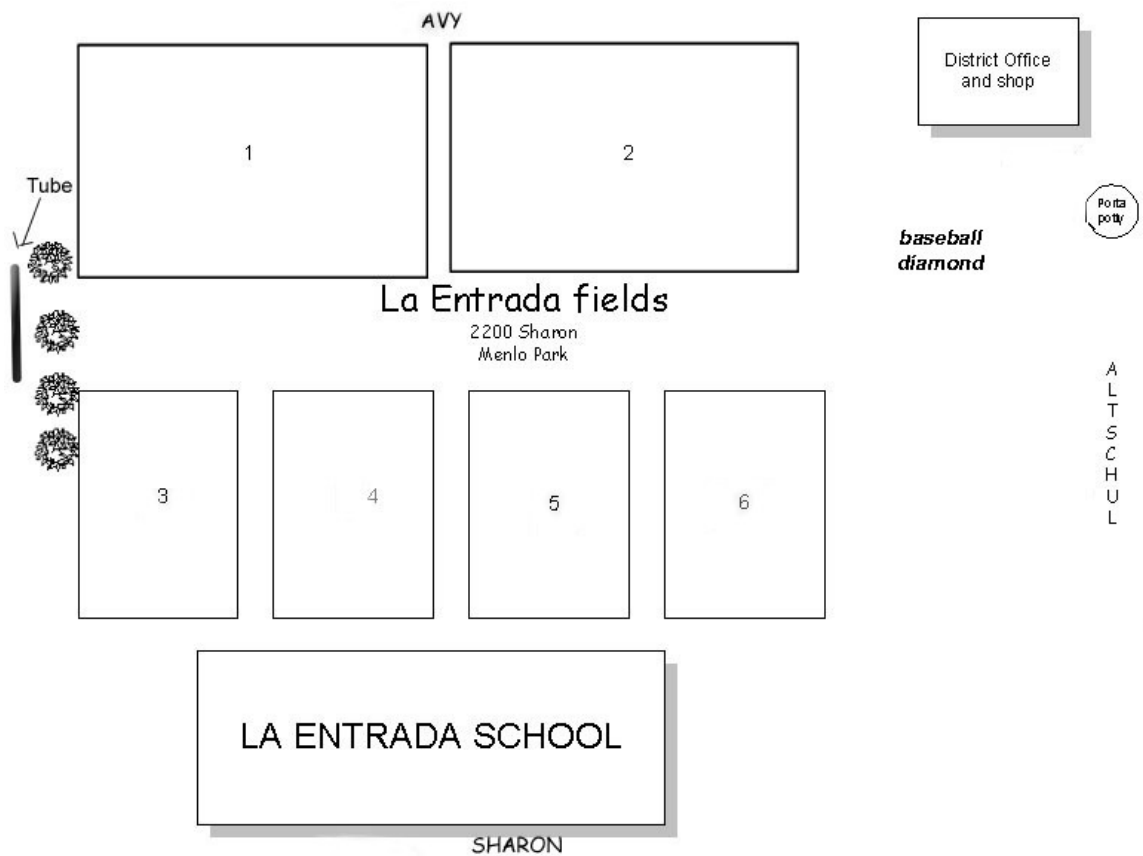 AVY
District Office
and shop
1
2
Tube
Porta
potty
baseball
diamond
La Entrada fields
2200 Sharon
Menlo Park
ALTSCHUL
3
4
5
6
LA ENTRADA SCHOOL
SHARON